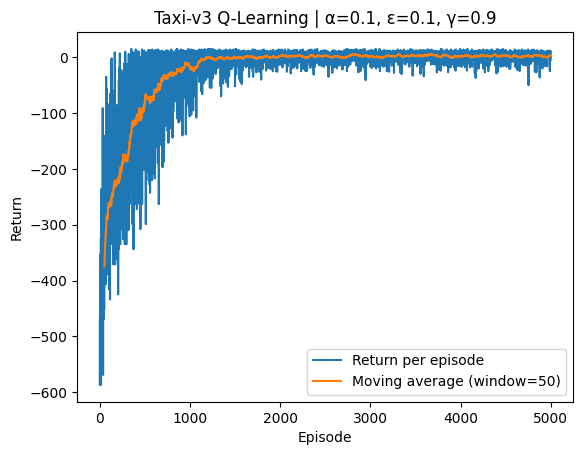 Taxi-v3 Q-Learning | α=0.1, ε=0.1, γ=0.9
Return
0
−100
−200
−300
−400
−500
−600
Return per episode
Moving average (window=50)
0
1000
2000
3000
4000
5000
Episode